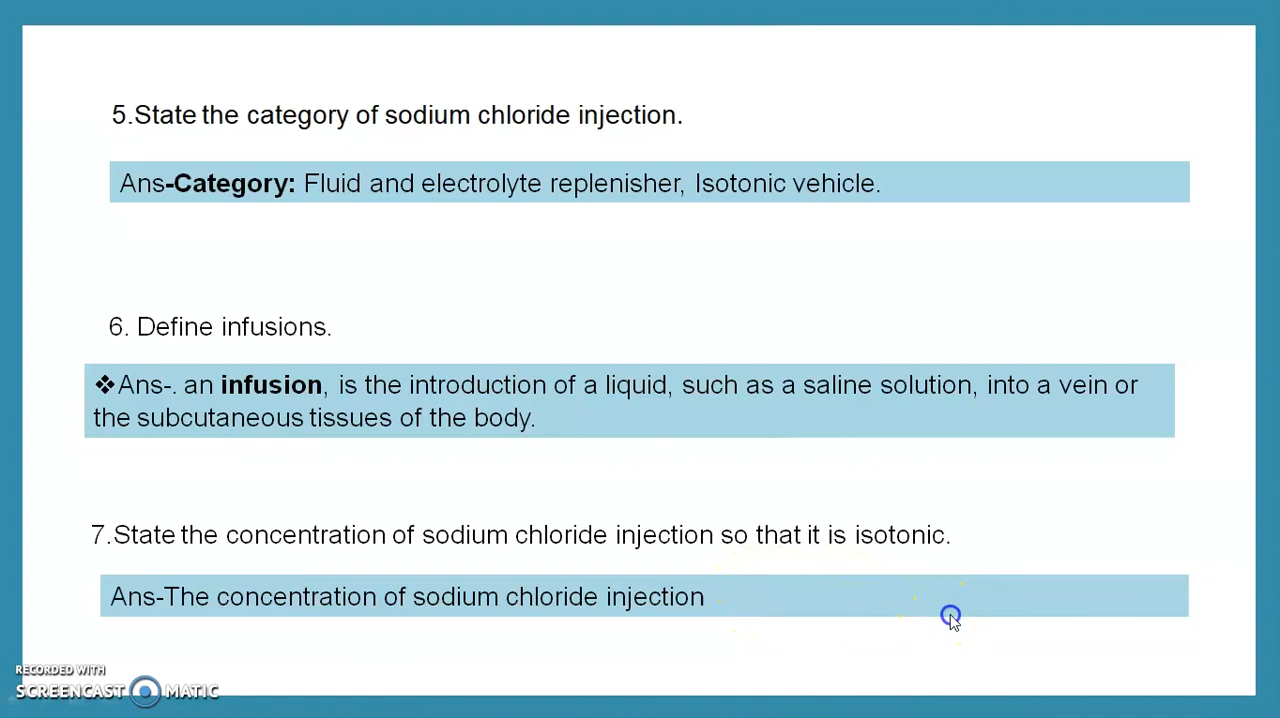 5.State the category of sodium chloride injection.
Ans-Category: Fluid and electrolyte replenisher, Isotonic vehicle.
6. Define infusions.
❖Ans-. an infusion, is the introduction of a liquid, such as a saline solution, into a vein or
the subcutaneous tissues of the body.
7.State the concentration of sodium chloride injection so that it is isotonic.
Ans-The concentration of sodium chloride injection
RECORDED WITH
SCREENCAST MATIC